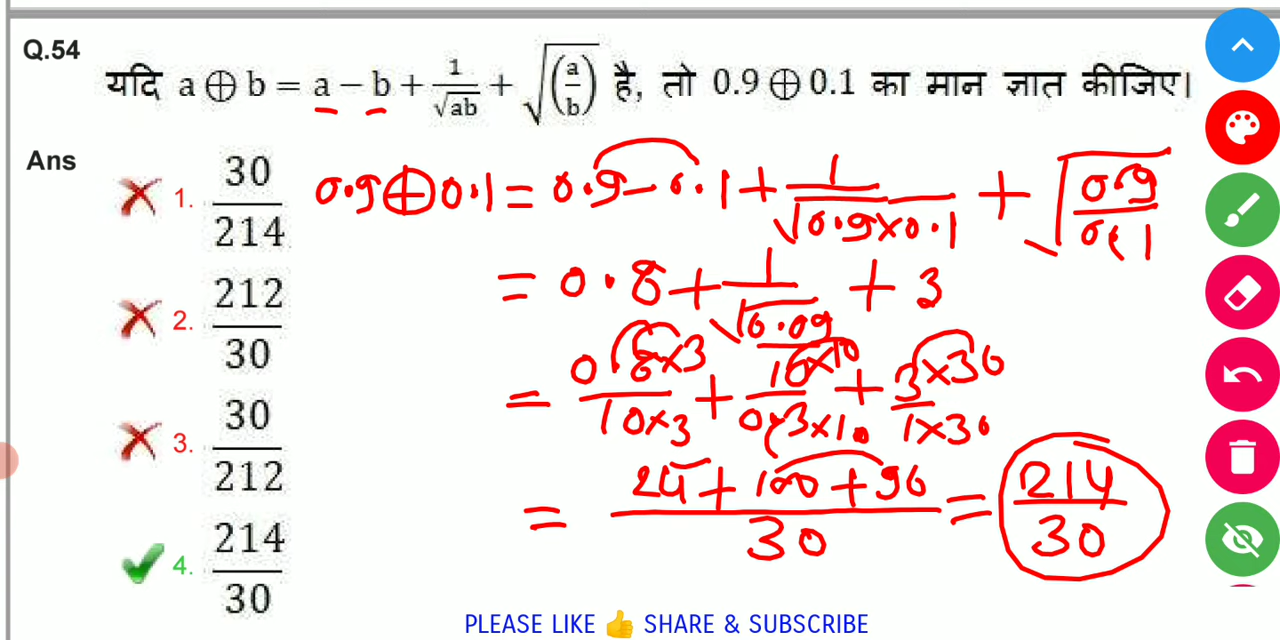 Q.54
यदि a ⊕ b = a − b + 1/√ab + √(a/b) है, तो 0.9 ⊕ 0.1 का मान ज्ञात कीजिए।
Ans
1. 30/214
2. 212/30
3. 30/212
4. 214/30
0.9 ⊕ 0.1 = 0.9 − 0.1 + 1/√0.9×0.1 + √0.9/0.1
= 0.8 + 1/√0.09 + 3
= 08×3/10×3 + 10×10/0.3×10 + 3×30/1×30
= 24 + 100 + 90/30 = 214/30
PLEASE LIKE 👍 SHARE & SUBSCRIBE